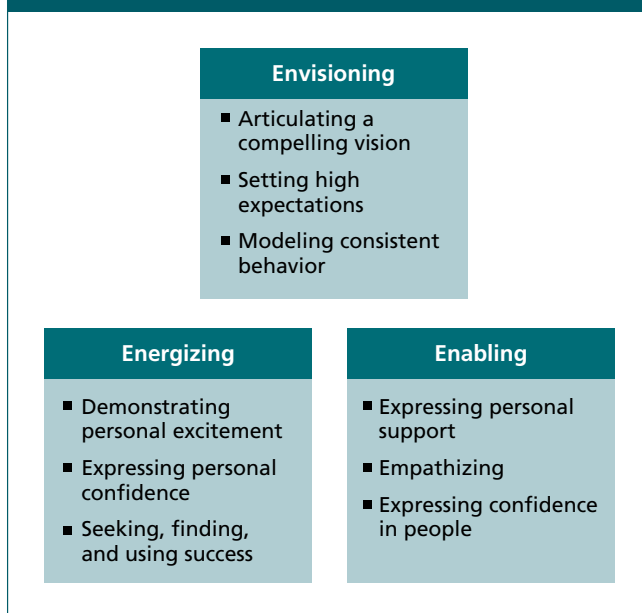 Envisioning
▪ Articulating a
compelling vision
▪ Setting high
expectations
▪ Modeling consistent
behavior
Energizing
▪ Demonstrating
personal excitement
▪ Expressing personal
confidence
▪ Seeking, finding,
and using success
Enabling
▪ Expressing personal
support
▪ Empathizing
▪ Expressing confidence
in people